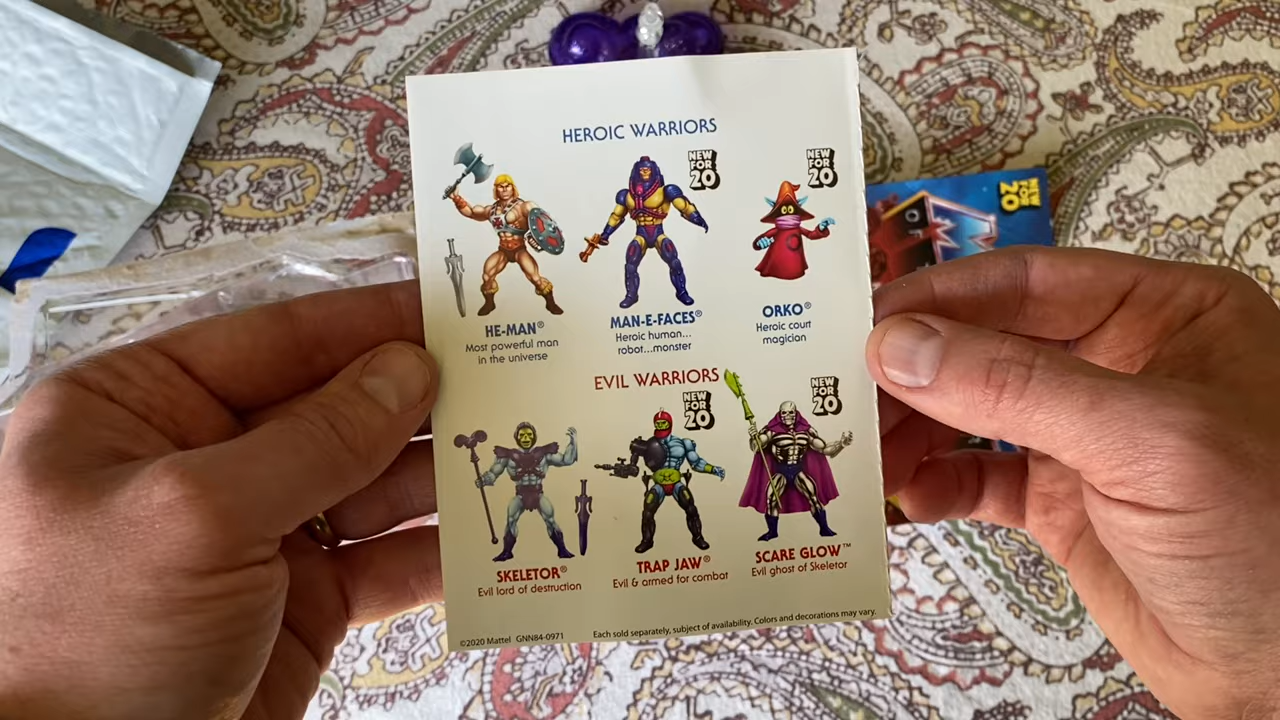 HEROIC WARRIORS
NEW
FOR
20
NEW
FOR
20
HE-MAN®
Most powerful man
in the universe
MAN-E-FACES®
Heroic human...
robot...monster
ORKO®
Heroic court
magician
EVIL WARRIORS
NEW
FOR
20
NEW
FOR
20
SKELETOR®
Evil lord of destruction
TRAP JAW®
Evil & armed for combat
SCARE GLOW™
Evil ghost of Skeletor
©2020 Mattel GNN84-0971
Each sold separately, subject of availability. Colors and decorations may vary.
NEW
FOR
20
OF